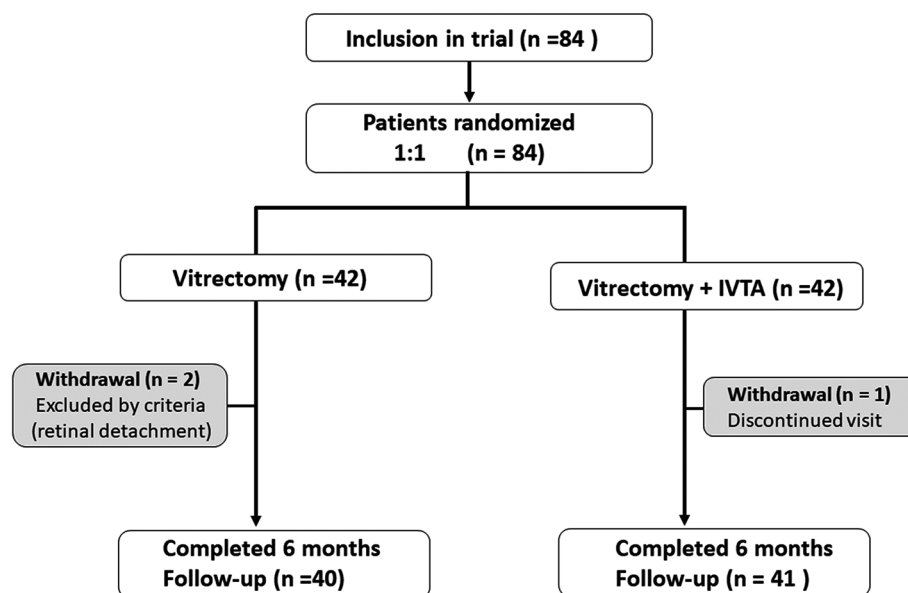 Inclusion in trial (n =84 )
Patients randomized
1:1 (n = 84)
Vitrectomy (n =42)
Vitrectomy + IVTA (n =42)
Withdrawal (n = 2)
Excluded by criteria
(retinal detachment)
Withdrawal (n = 1)
Discontinued visit
Completed 6 months
Follow-up (n =40)
Completed 6 months
Follow-up (n = 41 )